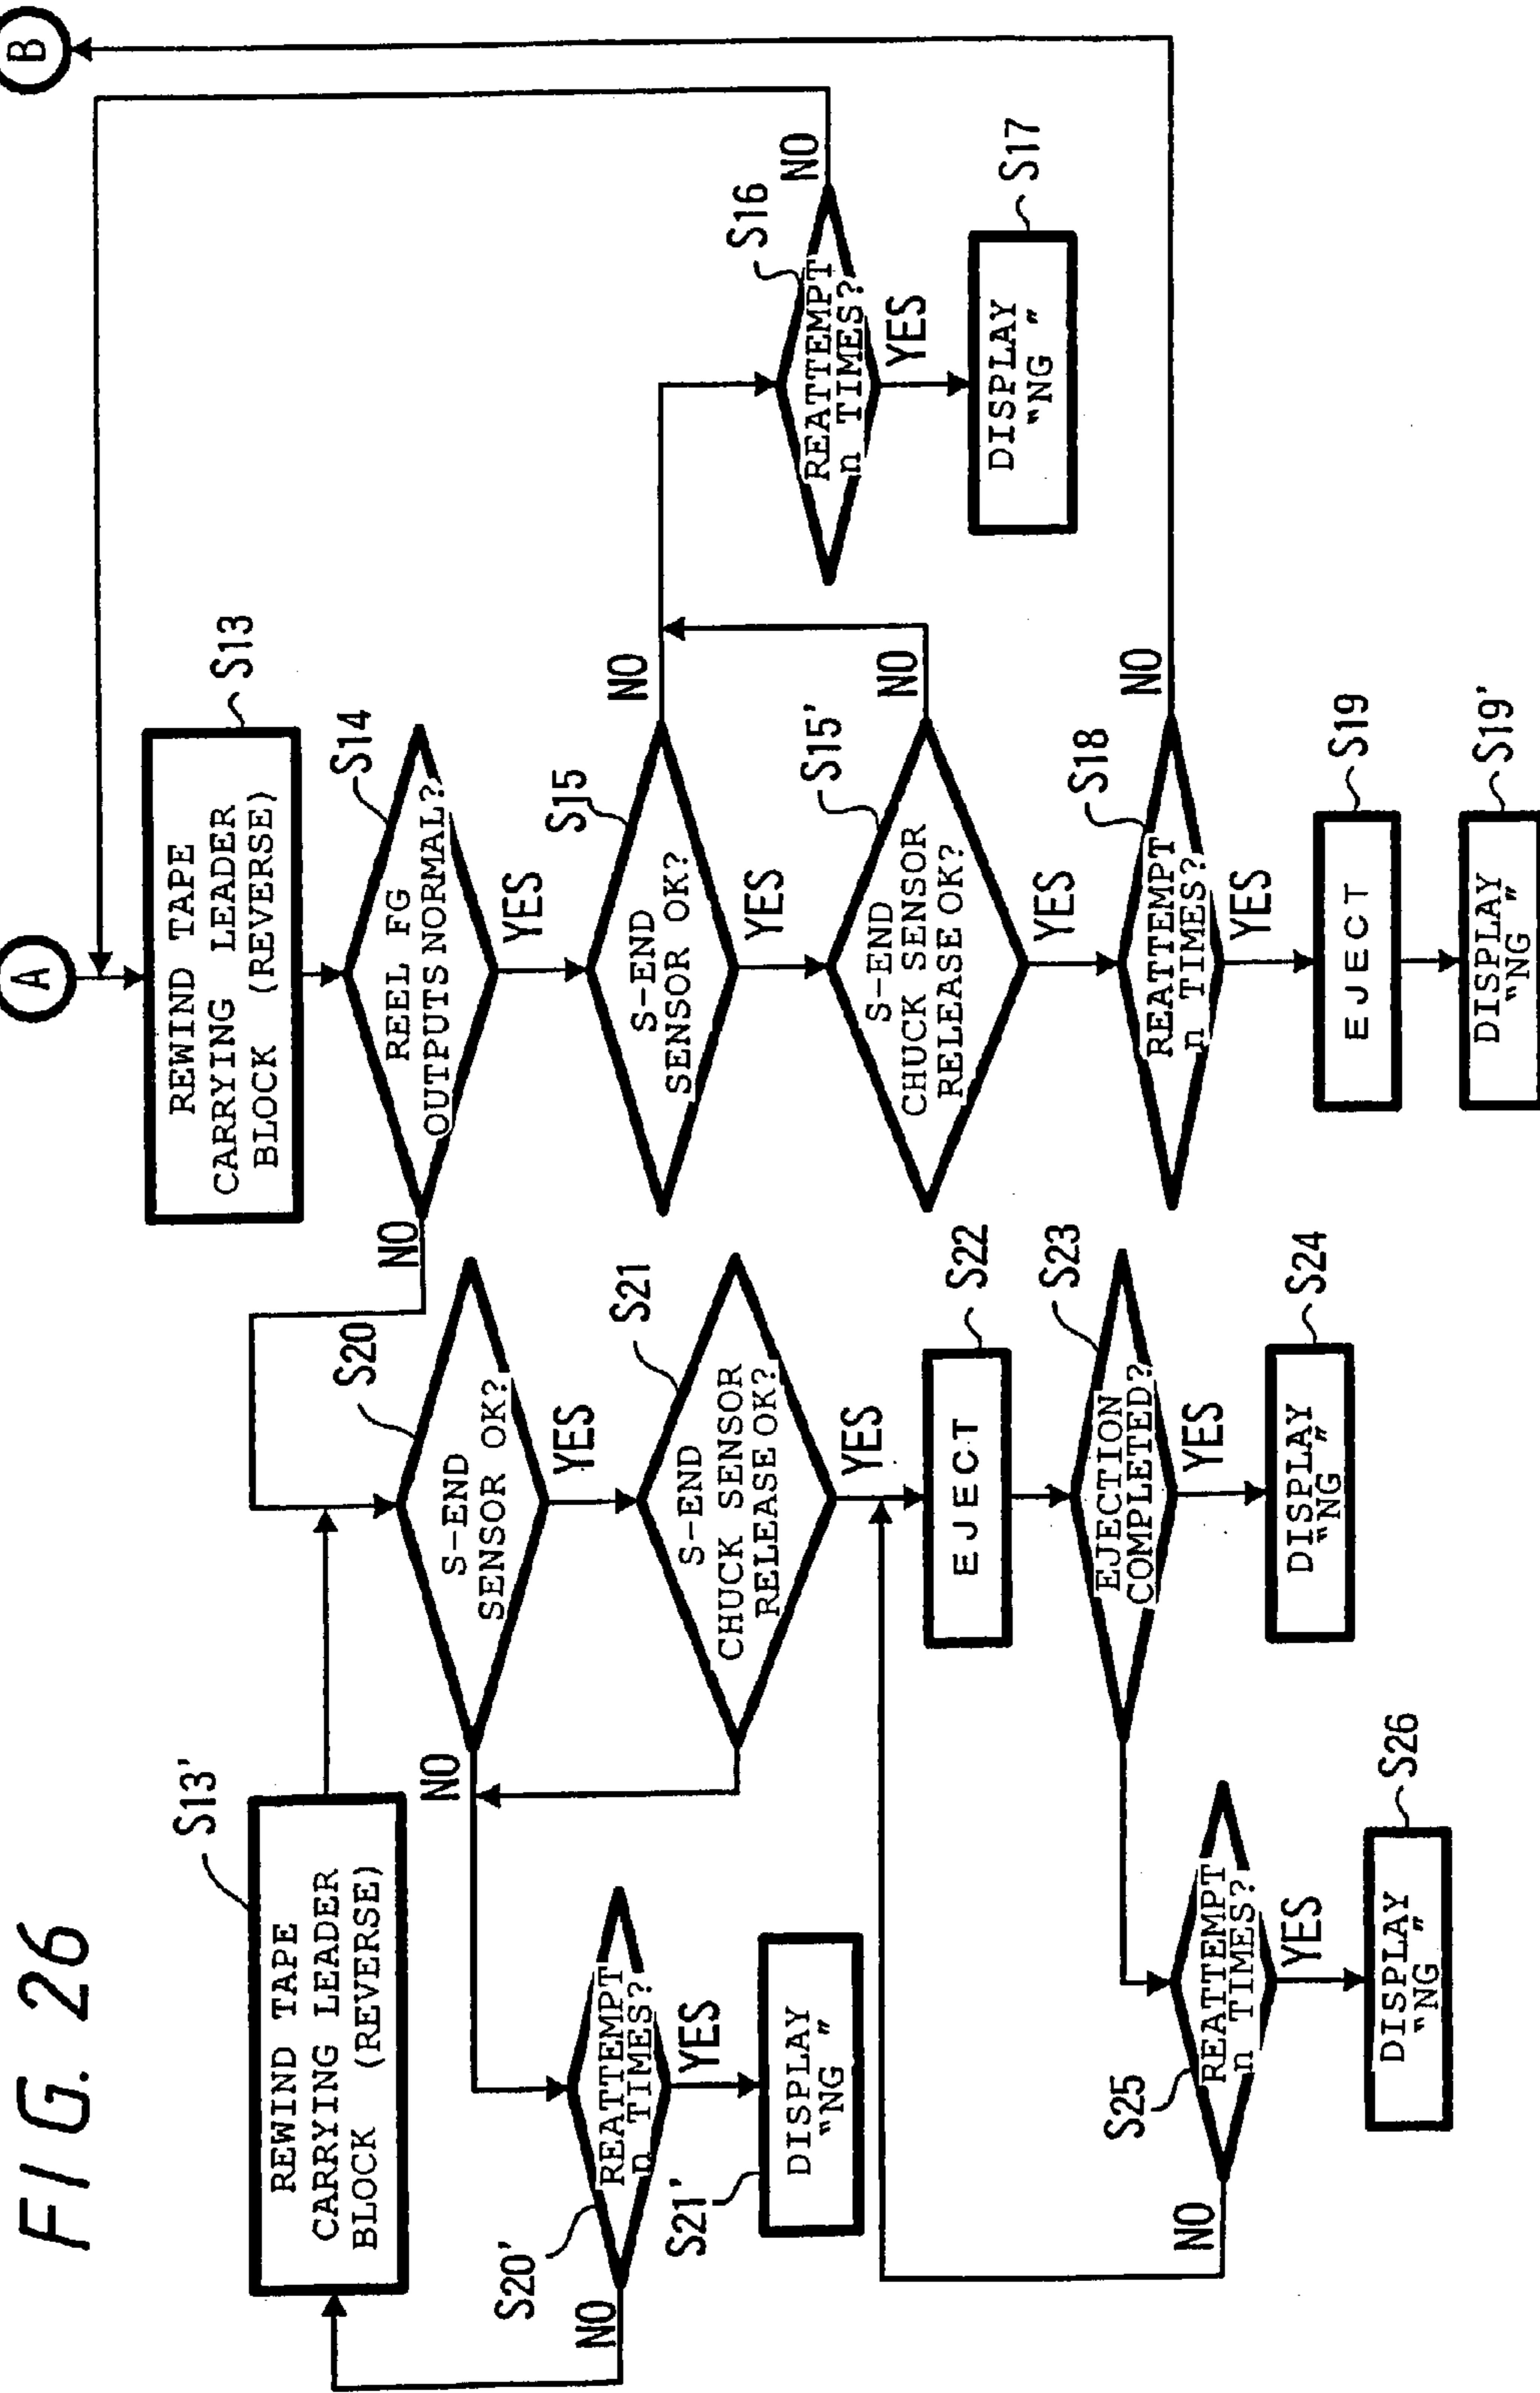 FIG. 26
A
B
REWIND TAPE
CARRYING LEADER
BLOCK (REVERSE)
S13
REEL FG
OUTPUTS NORMAL?
S14
NO
YES
S-END
SENSOR OK?
S15
NO
YES
S-END
CHUCK SENSOR
RELEASE OK?
S15'
NO
YES
REATTEMPT
n TIMES?
S16
NO
YES
DISPLAY
"NG"
S17
REATTEMPT
n TIMES?
S18
NO
YES
EJECT
S19
DISPLAY
"NG"
S19'
REWIND TAPE
CARRYING LEADER
BLOCK (REVERSE)
S13'
S-END
SENSOR OK?
S20
NO
YES
S-END
CHUCK SENSOR
RELEASE OK?
S21
YES
REATTEMPT
n TIMES?
S20'
NO
YES
DISPLAY
"NG"
S21'
EJECT
S22
EJECTION
COMPLETED?
S23
YES
DISPLAY
"NG"
S24
REATTEMPT
n TIMES?
S25
NO
YES
DISPLAY
"NG"
S26